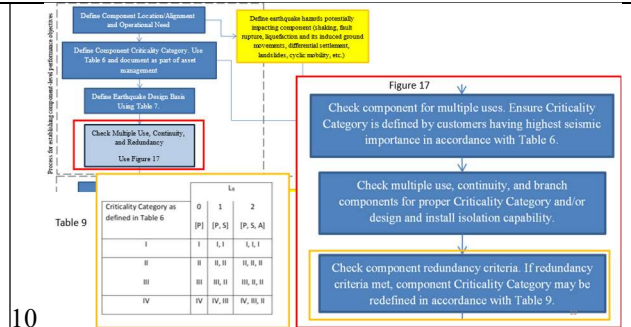 Process for establishing component-level performance objectives
Define Component Location/Alignment
and Operational Need
Define earthquake hazards potentially
impacting component (shaking, fault
rupture, liquefaction and its induced ground
movements, differential settlement,
landslides, cyclic mobility, etc.)
Define Component Criticality Category. Use
Table 6 and document as part of asset
management
Define Earthquake Design Basis
Using Table 7.
Check Multiple Use, Continuity,
and Redundancy
Use Figure 17
Table 9
Criticality Category as
defined in Table 6
LR
0 1 2
[P] [P, S] [P, S, A]
I I I, I I, I, I
II II II, II II, II, II
III III III, II III, II, II
IV IV IV, III IV, III, II
Figure 17
Check component for multiple uses. Ensure Criticality
Category is defined by customers having highest seismic
importance in accordance with Table 6.
Check multiple use, continuity, and branch
components for proper Criticality Category and/or
design and install isolation capability.
Check component redundancy criteria. If redundancy
criteria met, component Criticality Category may be
redefined in accordance with Table 9.
10